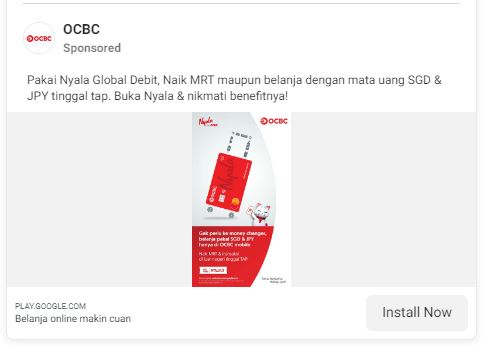 OCBC
OCBC
Sponsored
Pakai Nyala Global Debit, Naik MRT maupun belanja dengan mata uang SGD &
JPY tinggal tap. Buka Nyala & nikmati benefitnya!
Nyala
OCBC
Nyala
Gak perlu ke money changer,
belanja pakai SGD & JPY
hanya di OCBC mobile
Naik MRT & transaksi
di luar negeri tinggal TAP!
PLAY.GOOGLE.COM
Belanja online makin cuan
Install Now